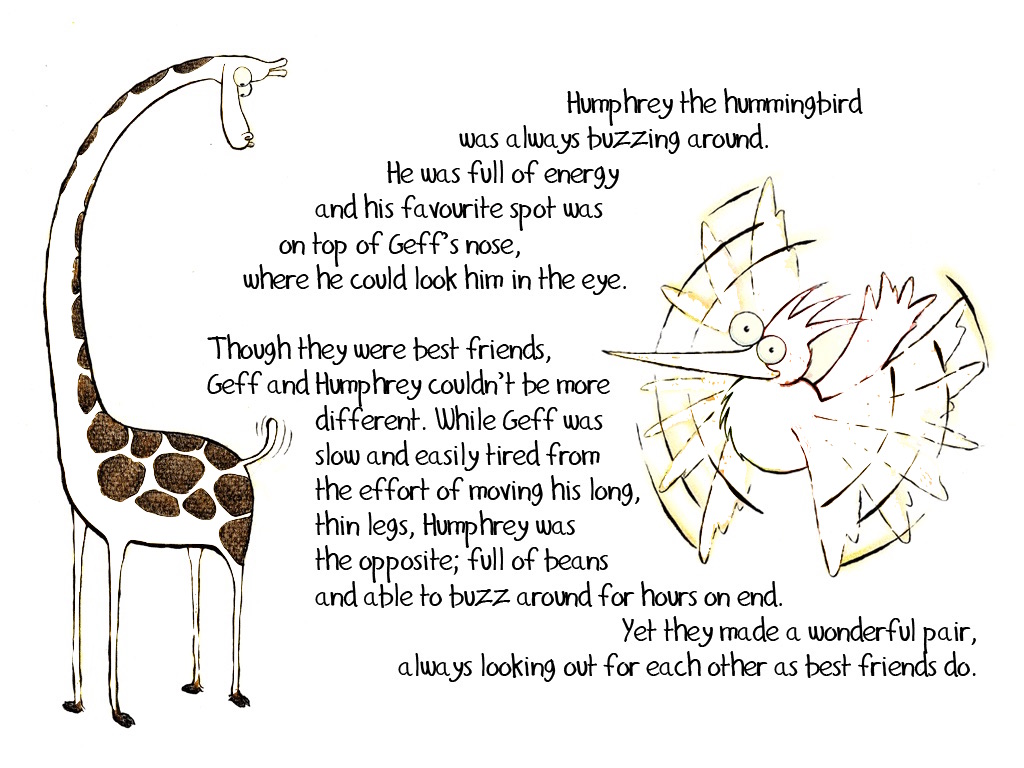 Humphrey the hummingbird
was always buzzing around.
He was full of energy
and his favourite spot was
on top of Geff's nose,
where he could look him in the eye.
Though they were best friends,
Geff and Humphrey couldn't be more
different. While Geff was
slow and easily tired from
the effort of moving his long,
thin legs, Humphrey was
the opposite; full of beans
and able to buzz around for hours on end.
Yet they made a wonderful pair,
always looking out for each other as best friends do.